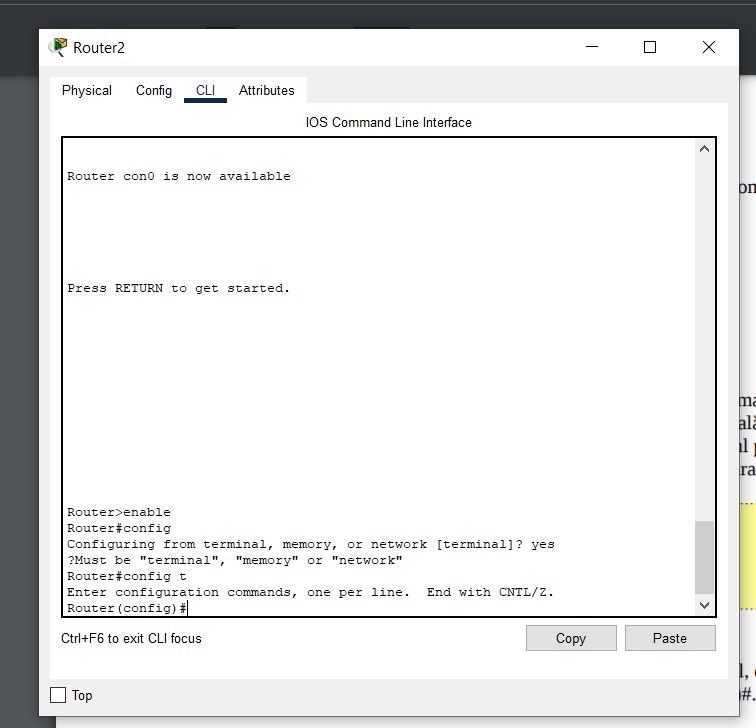 Router2
Physical Config CLI Attributes
IOS Command Line Interface
Router con0 is now available
Press RETURN to get started.
Router>enable
Router#config
Configuring from terminal, memory, or network [terminal]? yes
?Must be "terminal", "memory" or "network"
Router#config t
Enter configuration commands, one per line.  End with CNTL/Z.
Router(config)#
Ctrl+F6 to exit CLI focus
Copy Paste
Top